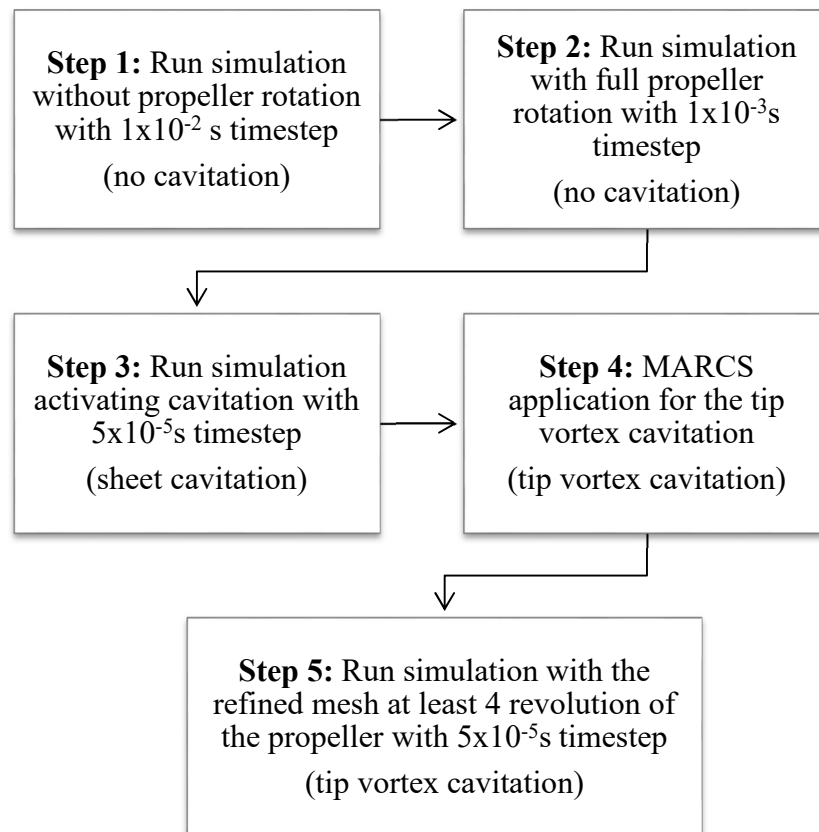 Step 1: Run simulation
without propeller rotation
with 1x10⁻² s timestep
(no cavitation)
Step 2: Run simulation
with full propeller
rotation with 1x10⁻³s
timestep
(no cavitation)
Step 3: Run simulation
activating cavitation with
5x10⁻⁵s timestep
(sheet cavitation)
Step 4: MARCS
application for the tip
vortex cavitation
(tip vortex cavitation)
Step 5: Run simulation with the
refined mesh at least 4 revolution of
the propeller with 5x10⁻⁵s timestep
(tip vortex cavitation)